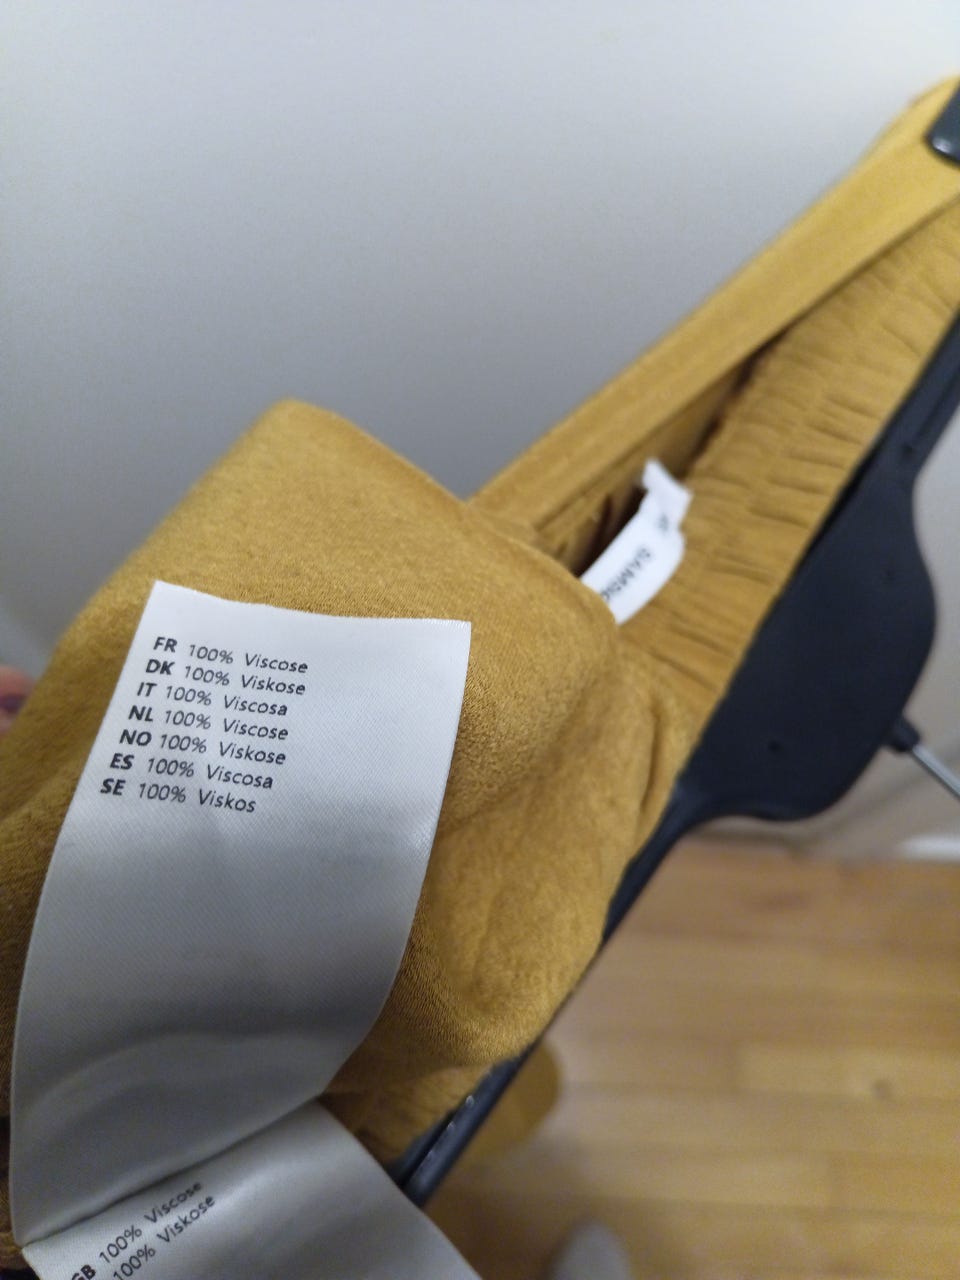 FR 100% Viscose
DK 100% Viskose
IT 100% Viscosa
NL 100% Viscose
NO 100% Viskose
ES 100% Viscosa
SE 100% Viskos
GB 100% Viscose
100% Viskose